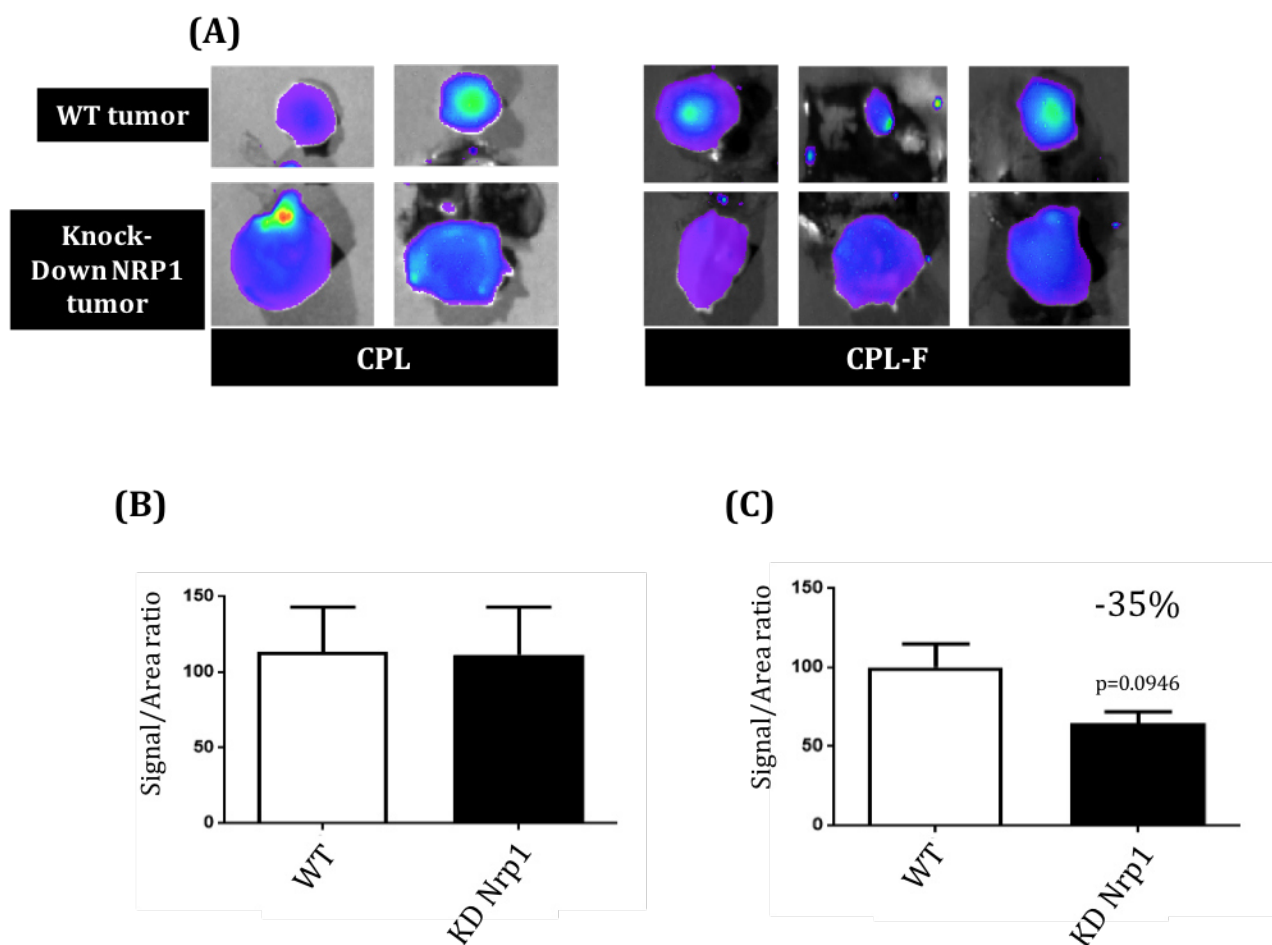 (A)
WT tumor
Knock-
Down NRP1
tumor
CPL
CPL-F
(B)
Signal/Area ratio
150
100
50
0
WT
KD Nrp1
(C)
Signal/Area ratio
150
100
50
0
-35%
p=0.0946
WT
KD Nrp1